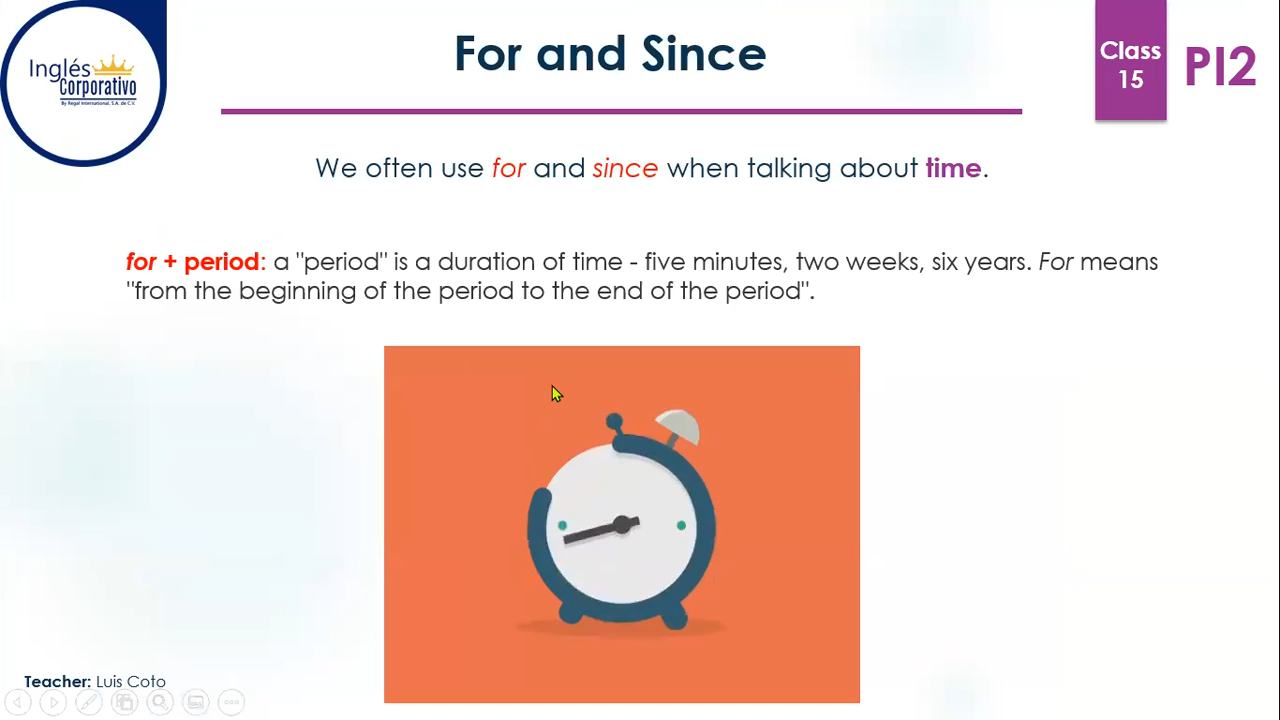 Inglés
Corporativo
By Regal International, S.A. de C.V.
For and Since
Class
15
PI2
We often use for and since when talking about time.
for + period: a "period" is a duration of time - five minutes, two weeks, six years. For means
"from the beginning of the period to the end of the period".
Teacher: Luis Coto